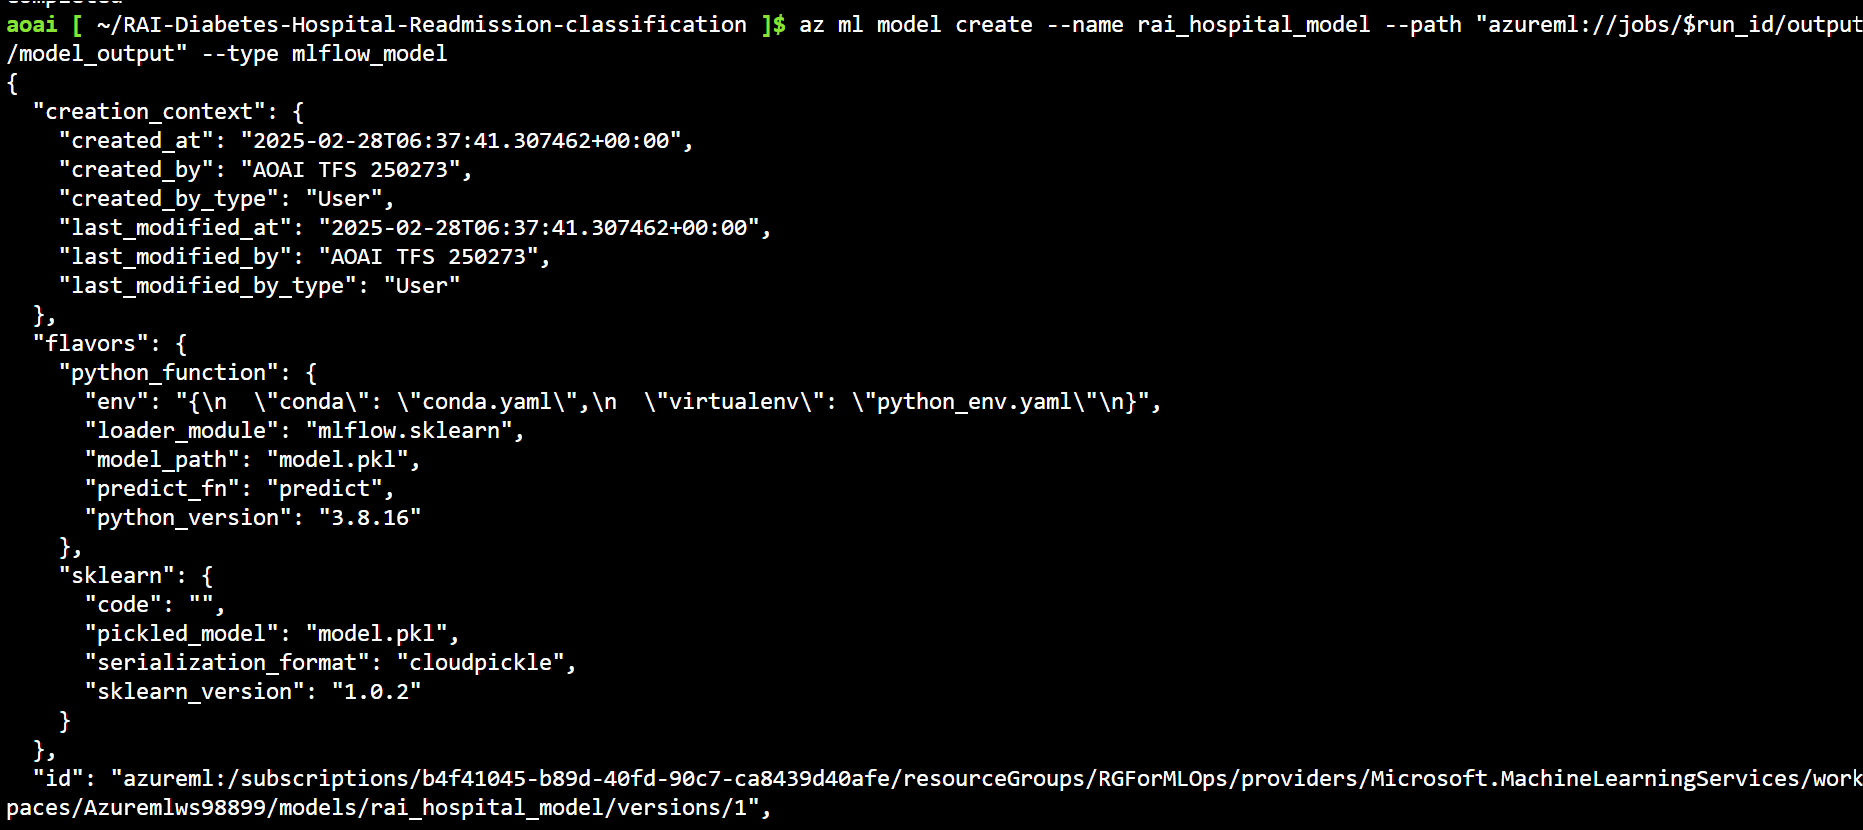 completed
aoai [ ~/RAI-Diabetes-Hospital-Readmission-classification ]$ az ml model create --name rai_hospital_model --path "azureml://jobs/$run_id/output
/model_output" --type mlflow_model
{
  "creation_context": {
    "created_at": "2025-02-28T06:37:41.307462+00:00",
    "created_by": "AOAI TFS 250273",
    "created_by_type": "User",
    "last_modified_at": "2025-02-28T06:37:41.307462+00:00",
    "last_modified_by": "AOAI TFS 250273",
    "last_modified_by_type": "User"
  },
  "flavors": {
    "python_function": {
      "env": "{\n  \"conda\": \"conda.yaml\",\n  \"virtualenv\": \"python_env.yaml\"\n}",
      "loader_module": "mlflow.sklearn",
      "model_path": "model.pkl",
      "predict_fn": "predict",
      "python_version": "3.8.16"
    },
    "sklearn": {
      "code": "",
      "pickled_model": "model.pkl",
      "serialization_format": "cloudpickle",
      "sklearn_version": "1.0.2"
    }
  },
  "id": "azureml:/subscriptions/b4f41045-b89d-40fd-90c7-ca8439d40afe/resourceGroups/RGForMLOps/providers/Microsoft.MachineLearningServices/work
paces/Azuremlws98899/models/rai_hospital_model/versions/1",